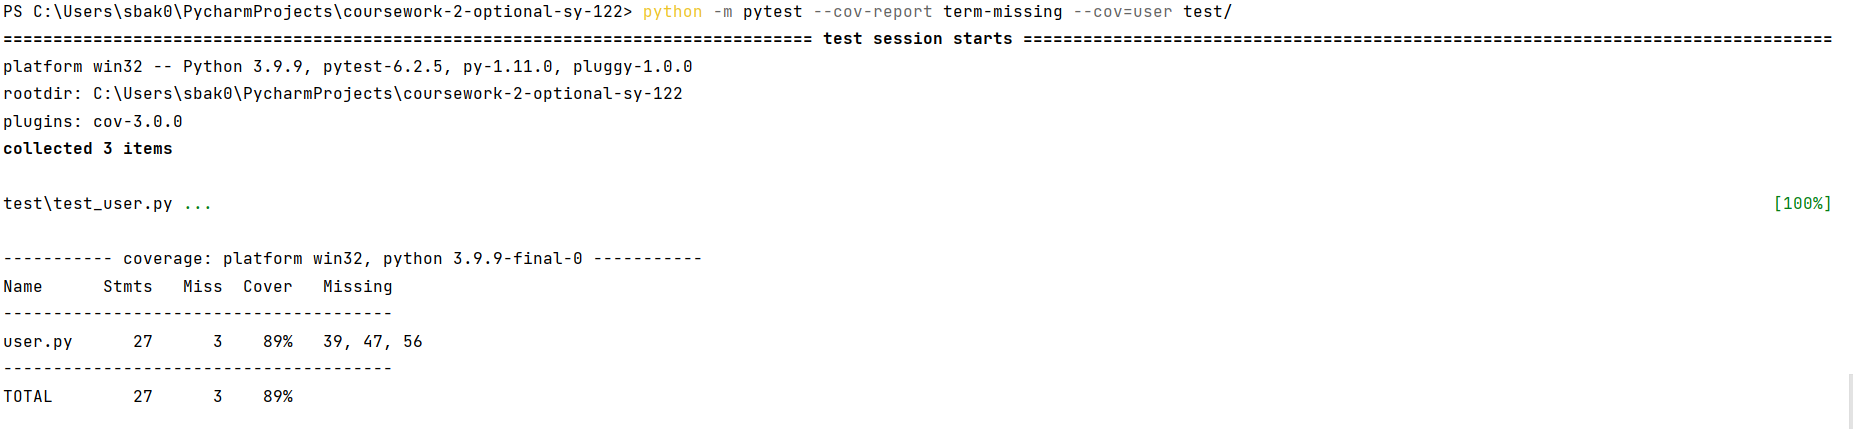 PS C:\Users\sbak0\PycharmProjects\coursework-2-optional-sy-122> python -m pytest --cov-report term-missing --cov=user test/
================================================================================= test session starts =================================================================================
platform win32 -- Python 3.9.9, pytest-6.2.5, py-1.11.0, pluggy-1.0.0
rootdir: C:\Users\sbak0\PycharmProjects\coursework-2-optional-sy-122
plugins: cov-3.0.0
collected 3 items
test\test_user.py ... [100%]
----------- coverage: platform win32, python 3.9.9-final-0 -----------
Name      Stmts   Miss  Cover   Missing
---------------------------------------
user.py      27      3    89%   39, 47, 56
---------------------------------------
TOTAL        27      3    89%